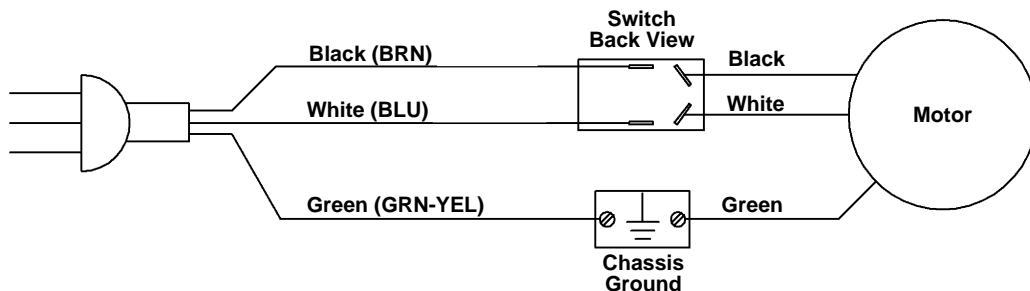 Switch
Back View
Black (BRN)
Black
White (BLU)
White
Motor
Green (GRN-YEL)
Green
Chassis
Ground